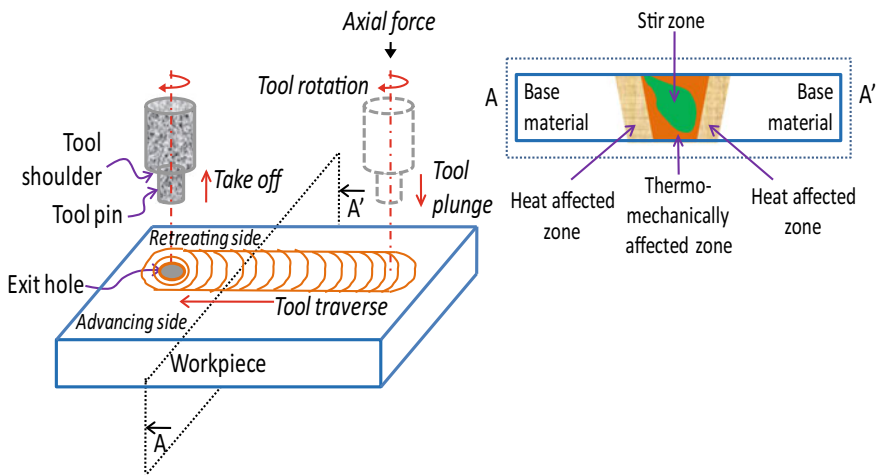 Axial force
Tool rotation
Tool
shoulder
Tool pin
Take off
Tool
plunge
A'
Retreating side
Exit hole
Tool traverse
Advancing side
Workpiece
A
Stir zone
A
A'
Base
material
Base
material
Heat affected
zone
Thermo-
mechanically
affected zone
Heat affected
zone